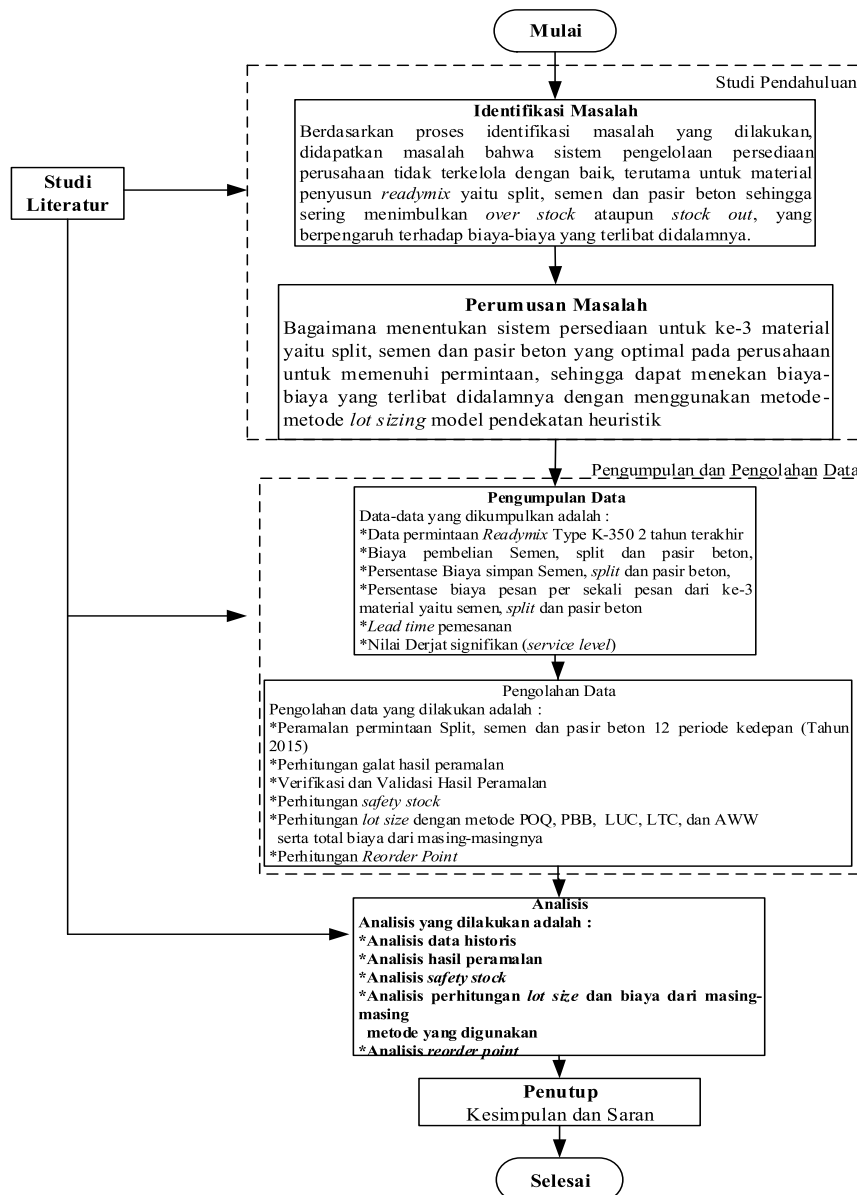 Mulai
Studi Pendahuluan
Identifikasi Masalah
Berdasarkan proses identifikasi masalah yang dilakukan,
didapatkan masalah bahwa sistem pengelolaan persediaan
perusahaan tidak terkelola dengan baik, terutama untuk material
penyusun readymix yaitu split, semen dan pasir beton sehingga
sering menimbulkan over stock ataupun stock out, yang
berpengaruh terhadap biaya-biaya yang terlibat didalamnya.
Studi
Literatur
Perumusan Masalah
Bagaimana menentukan sistem persediaan untuk ke-3 material
yaitu split, semen dan pasir beton yang optimal pada perusahaan
untuk memenuhi permintaan, sehingga dapat menekan biaya-
biaya yang terlibat didalamnya dengan menggunakan metode-
metode lot sizing model pendekatan heuristik
Pengumpulan dan Pengolahan Data
Pengumpulan Data
Data-data yang dikumpulkan adalah :
*Data permintaan Readymix Type K-350 2 tahun terakhir
*Biaya pembelian Semen, split dan pasir beton,
*Persentase Biaya simpan Semen, split dan pasir beton,
*Persentase biaya pesan per sekali pesan dari ke-3
material yaitu semen, split dan pasir beton
*Lead time pemesanan
*Nilai Derjat signifikan (service level)
Pengolahan Data
Pengolahan data yang dilakukan adalah :
*Peramalan permintaan Split, semen dan pasir beton 12 periode kedepan (Tahun
2015)
*Perhitungan galat hasil peramalan
*Verifikasi dan Validasi Hasil Peramalan
*Perhitungan safety stock
*Perhitungan lot size dengan metode POQ, PBB, LUC, LTC, dan AWW
serta total biaya dari masing-masingnya
*Perhitungan Reorder Point
Analisis
Analisis yang dilakukan adalah :
*Analisis data historis
*Analisis hasil peramalan
*Analisis safety stock
*Analisis perhitungan lot size dan biaya dari masing-
masing
metode yang digunakan
*Analisis reorder point
Penutup
Kesimpulan dan Saran
Selesai